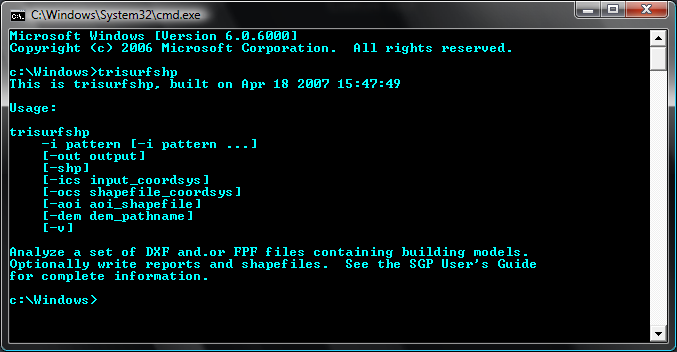 C:\Windows\System32\cmd.exe
Microsoft Windows [Version 6.0.6000]
Copyright (c) 2006 Microsoft Corporation.  All rights reserved.
c:\Windows>trisurfshp
This is trisurfshp, built on Apr 18 2007 15:47:49
Usage:
trisurfshp
-i pattern [-i pattern ...]
[-out output]
[-shp]
[-ics input_coordsys]
[-ocs shapefile_coordsys]
[-aoi aoi_shapefile]
[-dem dem_pathname]
[-v]
Analyze a set of DXF and.or FPF files containing building models.
Optionally write reports and shapefiles.  See the SGP User's Guide
for complete information.
c:\Windows>